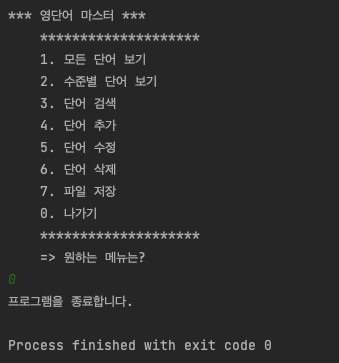 *** 영단어 마스터 ***
********************
1. 모든 단어 보기
2. 수준별 단어 보기
3. 단어 검색
4. 단어 추가
5. 단어 수정
6. 단어 삭제
7. 파일 저장
0. 나가기
********************
=> 원하는 메뉴는?
0
프로그램을 종료합니다.
Process finished with exit code 0